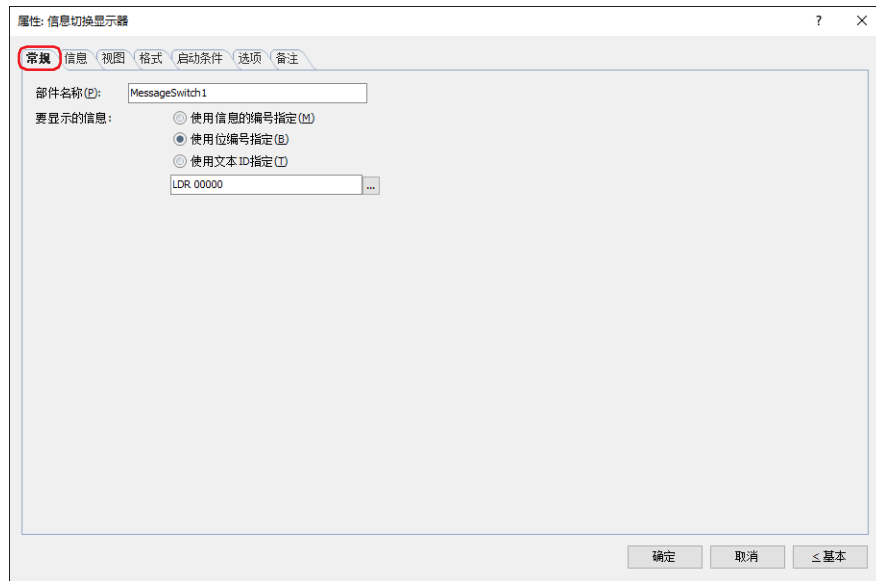 属性: 信息切换显示器 ?
常规 信息 视图 格式 启动条件 选项 备注
部件名称(P): MessageSwitch1
要显示的信息: 使用信息的编号指定(M)
使用位编号指定(B)
使用文本 ID指定(T)
LDR 00000 ...
确定 取消 ≤基本